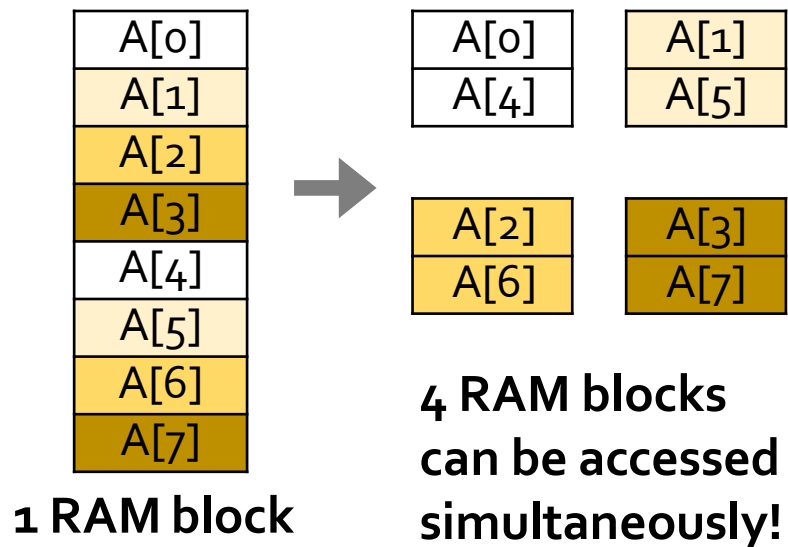 A[0]
A[1]
A[2]
A[3]
A[4]
A[5]
A[6]
A[7]
1 RAM block
A[0]
A[4]
A[1]
A[5]
A[2]
A[6]
A[3]
A[7]
4 RAM blocks
can be accessed
simultaneously!